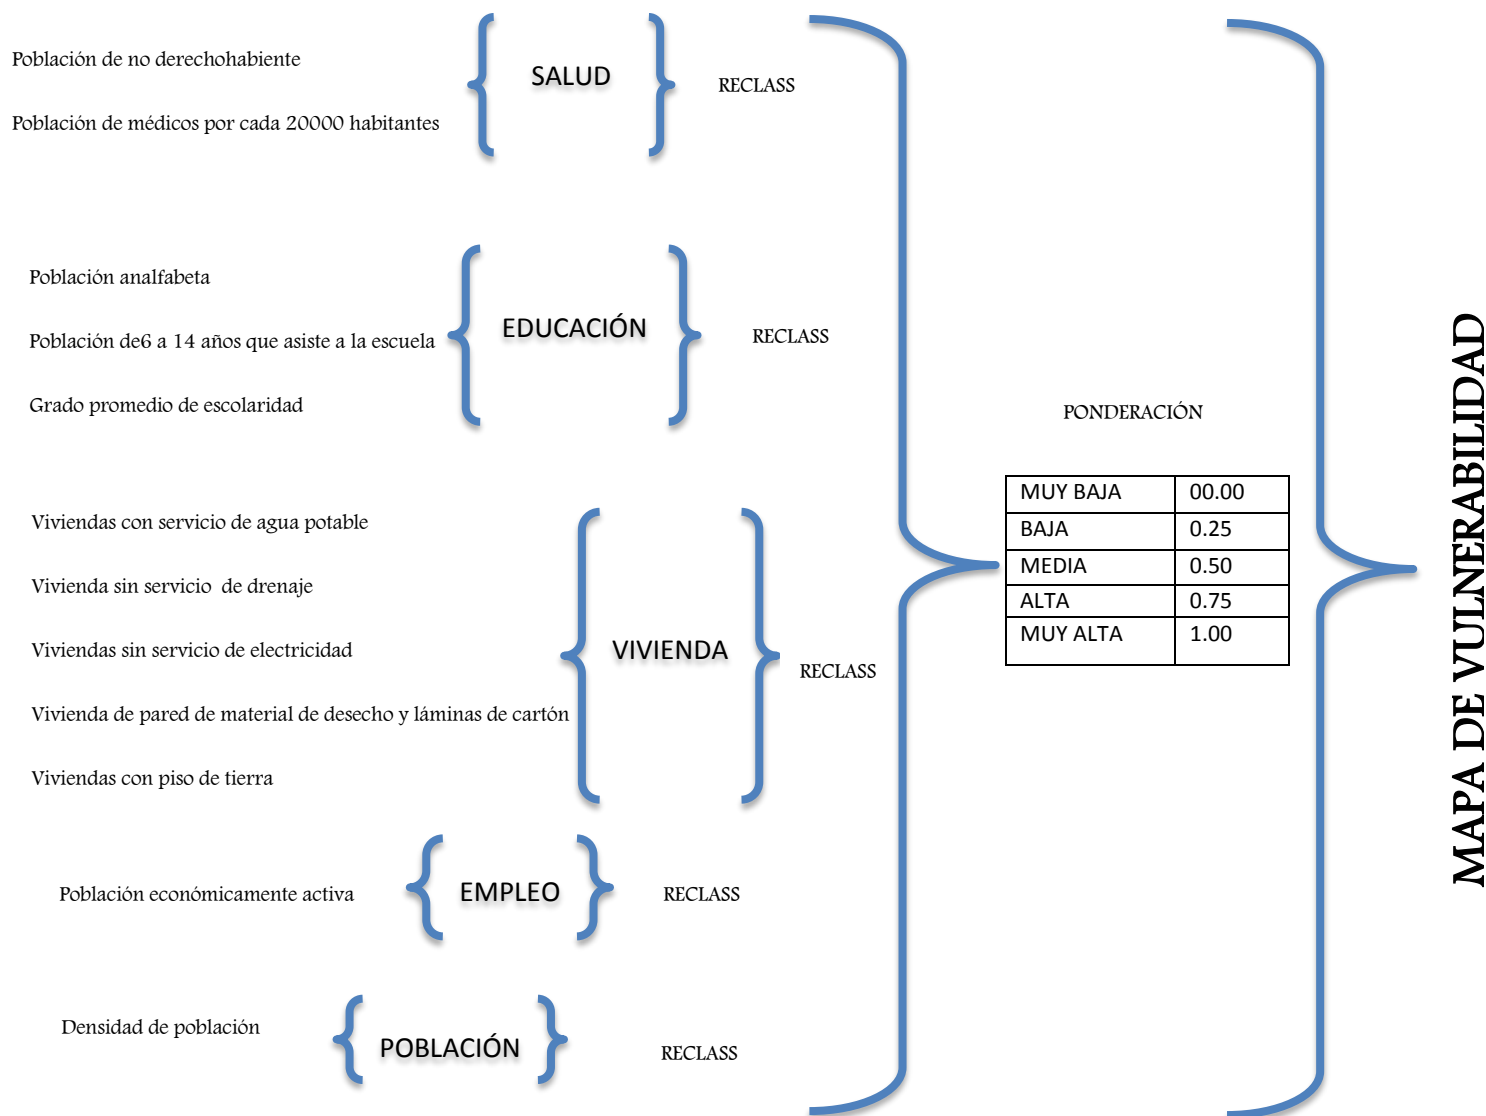 Población de no derechohabiente
Población de médicos por cada 20000 habitantes
SALUD
RECLASS
Población analfabeta
Población de6 a 14 años que asiste a la escuela
Grado promedio de escolaridad
EDUCACIÓN
RECLASS
Viviendas con servicio de agua potable
Vivienda sin servicio de drenaje
Viviendas sin servicio de electricidad
Vivienda de pared de material de desecho y láminas de cartón
Viviendas con piso de tierra
VIVIENDA
RECLASS
Población económicamente activa
EMPLEO
RECLASS
Densidad de población
POBLACIÓN
RECLASS
PONDERACIÓN
MUY BAJA 00.00
BAJA 0.25
MEDIA 0.50
ALTA 0.75
MUY ALTA 1.00
MAPA DE VULNERABILIDAD